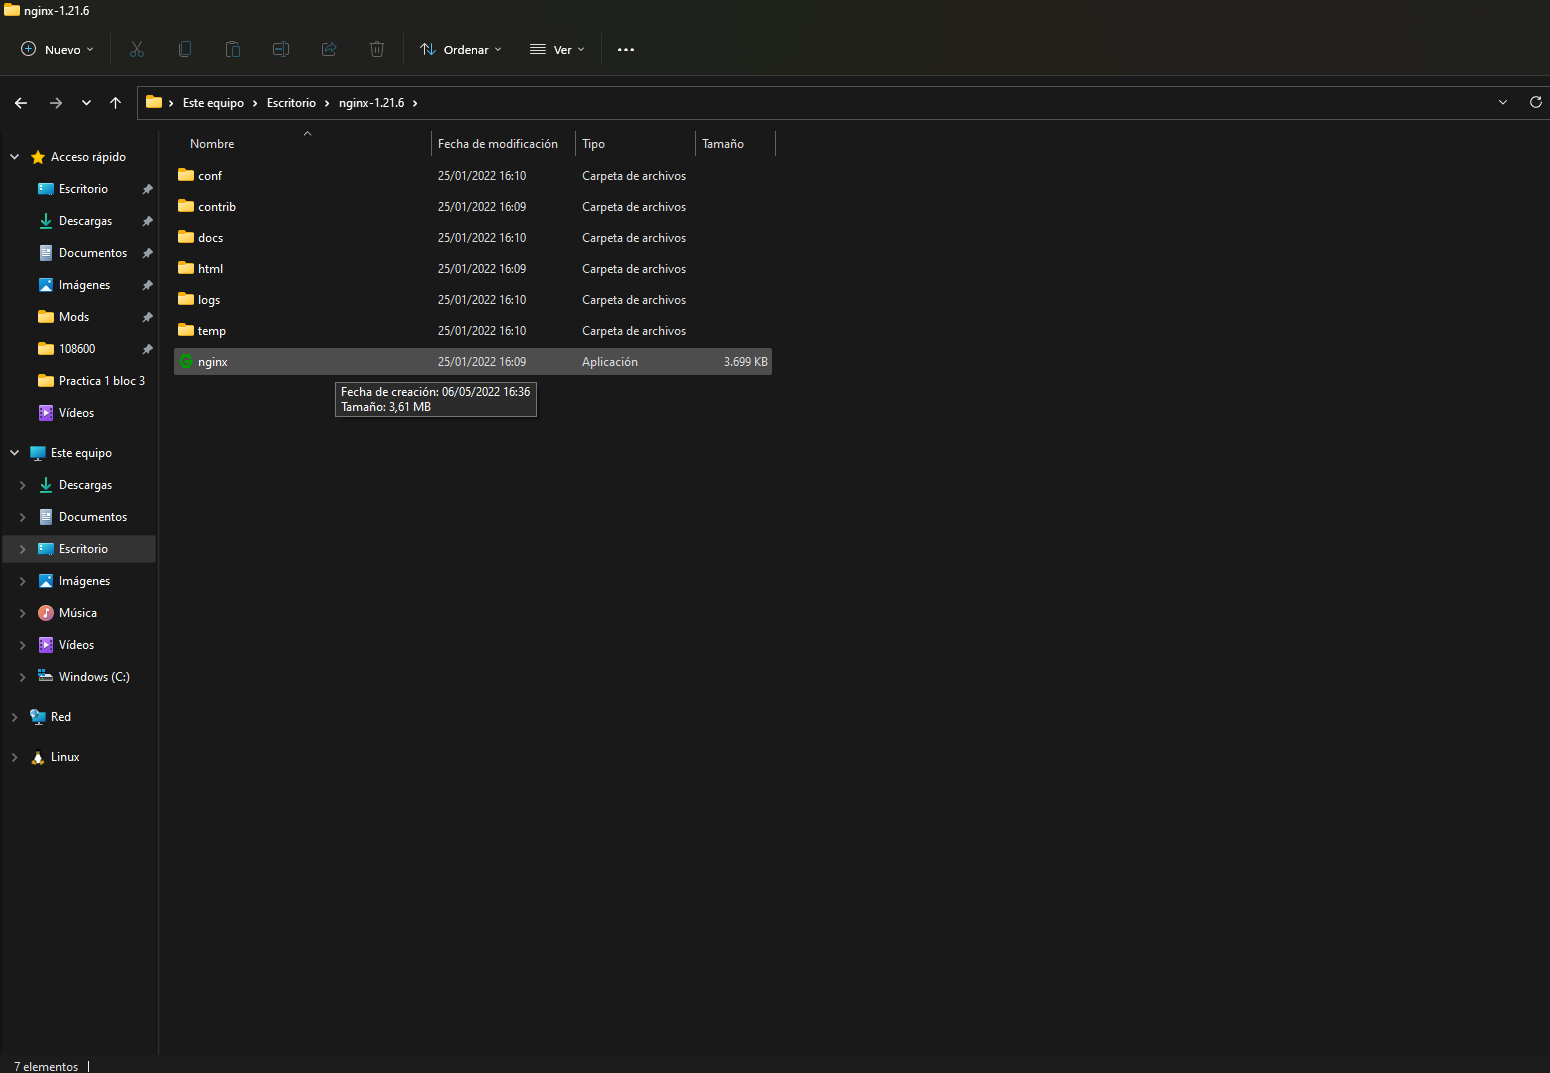 nginx-1.21.6
Nuevo
Ordenar
Ver
Este equipo
Escritorio
nginx-1.21.6
Acceso rápido
Escritorio
Descargas
Documentos
Imágenes
Mods
108600
Practica 1 bloc 3
Vídeos
Este equipo
Descargas
Documentos
Escritorio
Imágenes
Música
Vídeos
Windows (C:)
Red
Linux
Nombre Fecha de modificación Tipo Tamaño
conf 25/01/2022 16:10 Carpeta de archivos
contrib 25/01/2022 16:09 Carpeta de archivos
docs 25/01/2022 16:10 Carpeta de archivos
html 25/01/2022 16:09 Carpeta de archivos
logs 25/01/2022 16:10 Carpeta de archivos
temp 25/01/2022 16:10 Carpeta de archivos
nginx 25/01/2022 16:09 Aplicación 3.699 KB
Fecha de creación: 06/05/2022 16:36
Tamaño: 3,61 MB
7 elementos